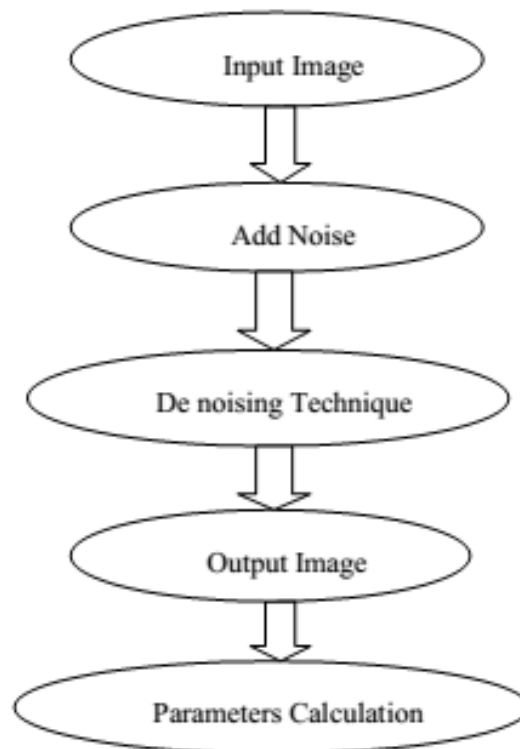 Input Image
Add Noise
De noising Technique
Output Image
Parameters Calculation